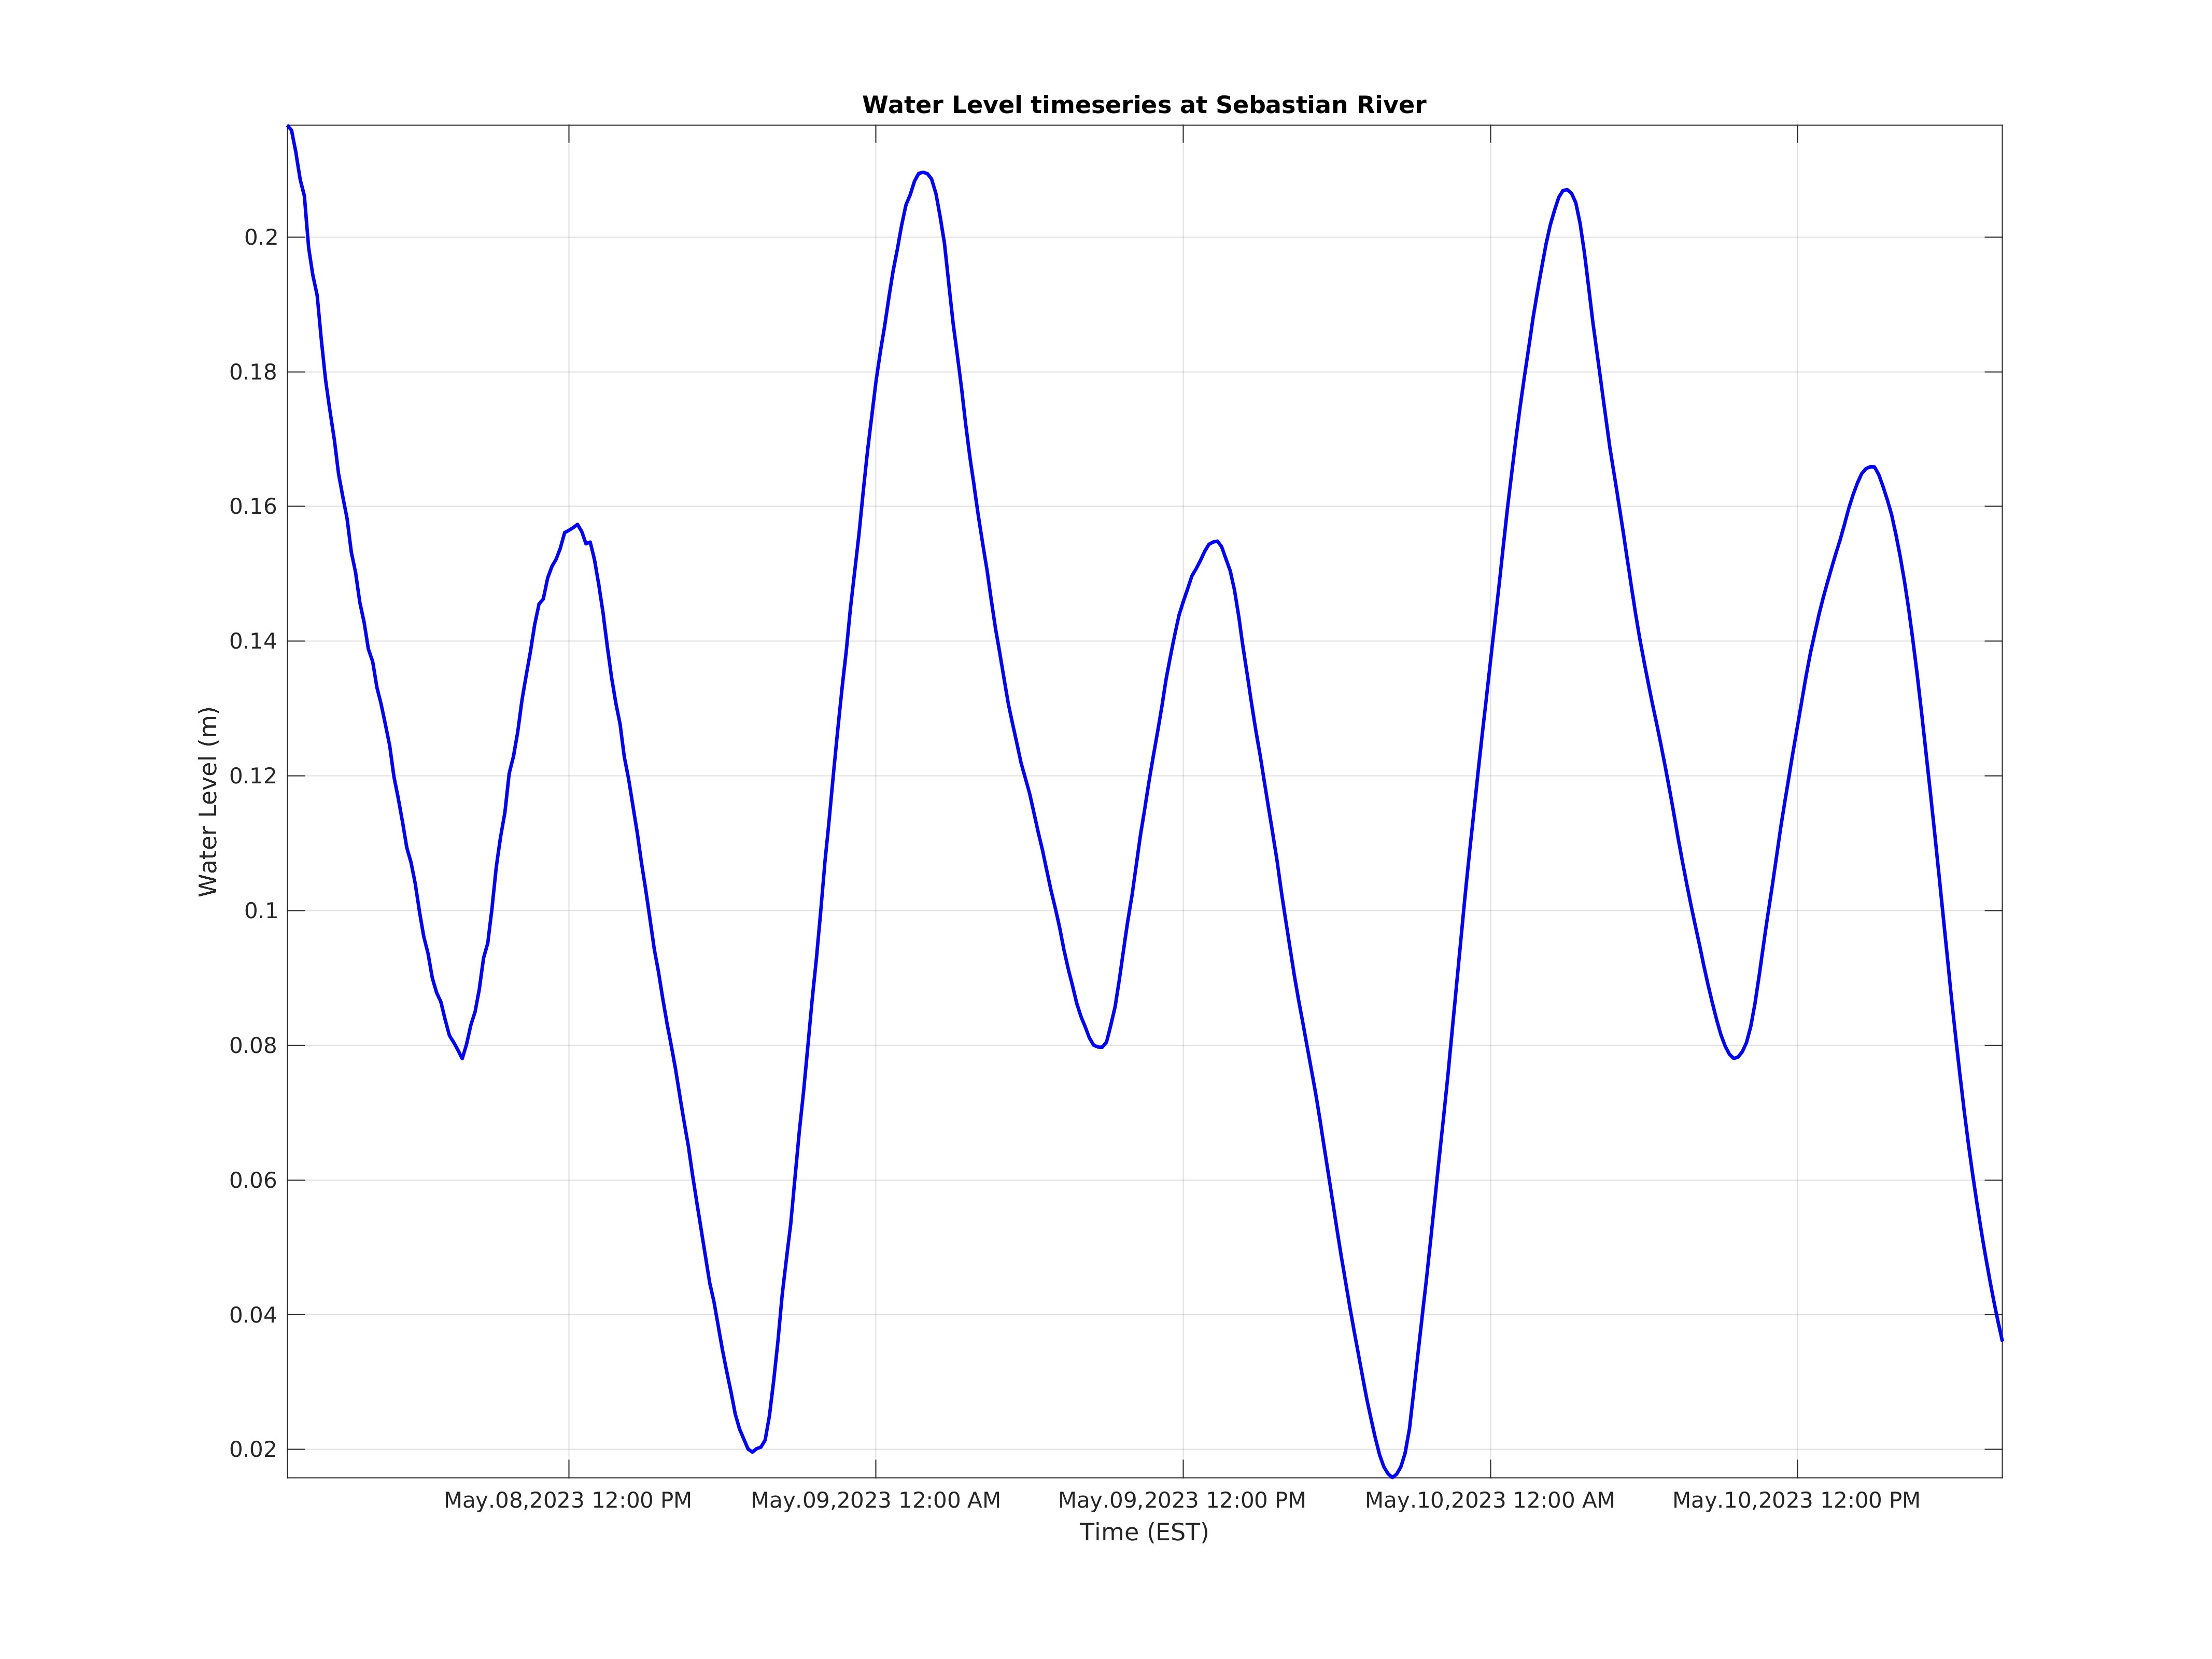 Water Level timeseries at Sebastian River
Water Level (m)
0.2
0.18
0.16
0.14
0.12
0.1
0.08
0.06
0.04
0.02
May.08,2023 12:00 PM May.09,2023 12:00 AM May.09,2023 12:00 PM May.10,2023 12:00 AM May.10,2023 12:00 PM
Time (EST)